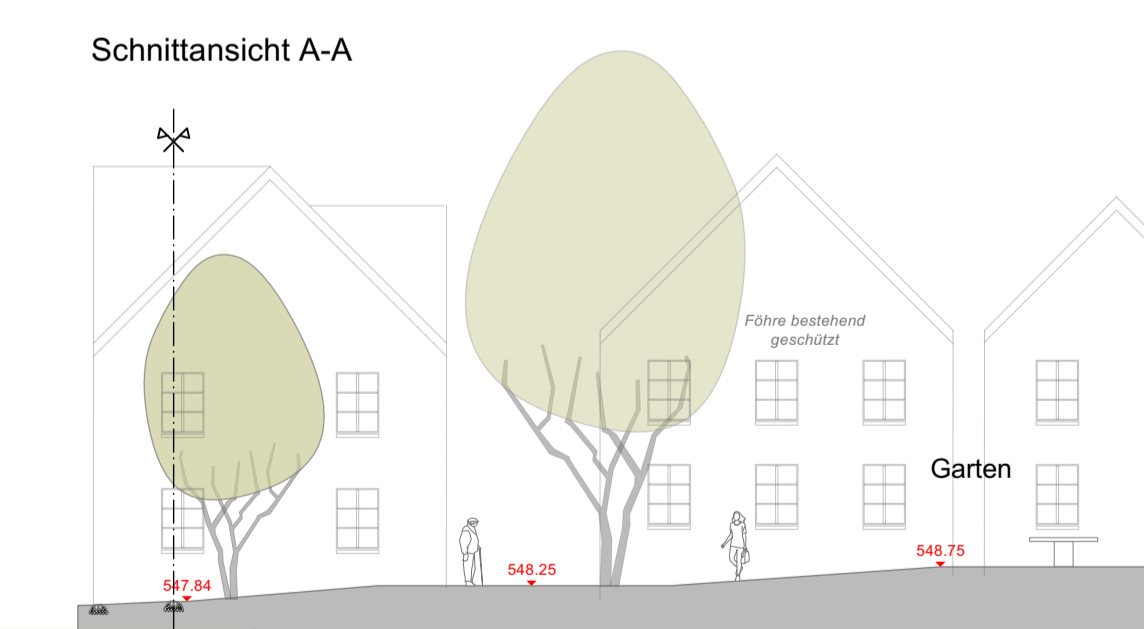 Schnittansicht A-A
Föhre bestehend
geschützt
Garten
548.75
548.25
547.84